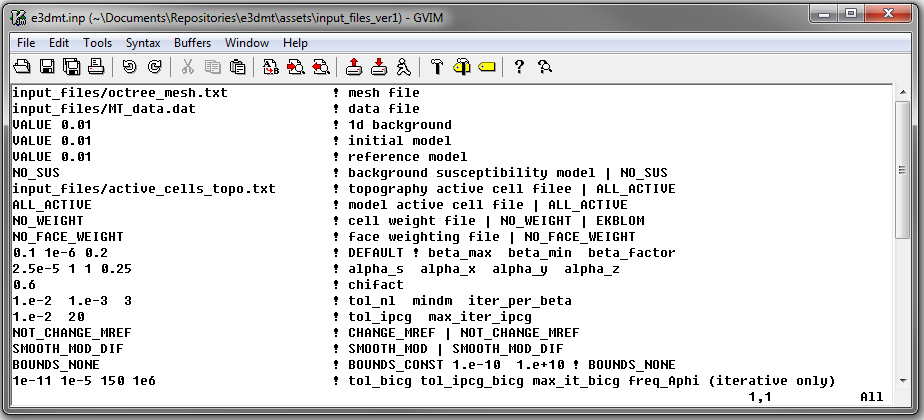 e3dmt.inp (~\Documents\Repositories\e3dmt\assets\input_files_ver1) - GVIM
File Edit Tools Syntax Buffers Window Help
input_files/octree_mesh.txt ! mesh file
input_files/MT_data.dat ! data file
VALUE 0.01 ! 1d background
VALUE 0.01 ! initial model
VALUE 0.01 ! reference model
NO_SUS ! background susceptibility model | NO_SUS
input_files/active_cells_topo.txt ! topography active cell filee | ALL_ACTIVE
ALL_ACTIVE ! model active cell file | ALL_ACTIVE
NO_WEIGHT ! cell weight file | NO_WEIGHT | EKBLOM
NO_FACE_WEIGHT ! face weighting file | NO_FACE_WEIGHT
0.1 1e-6 0.2 ! DEFAULT ! beta_max beta_min beta_factor
2.5e-5 1 1 0.25 ! alpha_s alpha_x alpha_y alpha_z
0.6 ! chifact
1.e-2 1.e-3 3 ! tol_nl mindm iter_per_beta
1.e-2 20 ! tol_ipcg max_iter_ipcg
NOT_CHANGE_MREF ! CHANGE_MREF | NOT_CHANGE_MREF
SMOOTH_MOD_DIF ! SMOOTH_MOD | SMOOTH_MOD_DIF
BOUNDS_NONE ! BOUNDS_CONST 1.e-10 1.e+10 ! BOUNDS_NONE
1e-11 1e-5 150 1e6 ! tol_bicg tol_ipcg_bicg max_it_bicg freq_Aphi (iterative only)
1,1 All